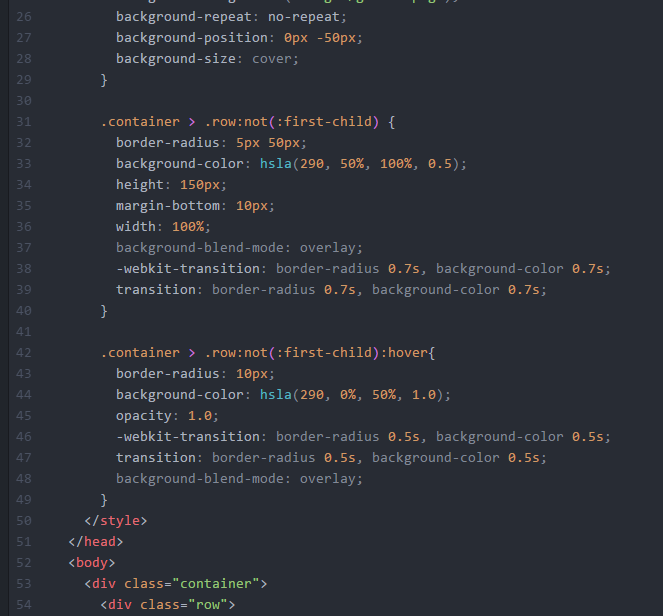 26 background-repeat: no-repeat;
27 background-position: 0px -50px;
28 background-size: cover;
29 }
30
31 .container > .row:not(:first-child) {
32 border-radius: 5px 50px;
33 background-color: hsla(290, 50%, 100%, 0.5);
34 height: 150px;
35 margin-bottom: 10px;
36 width: 100%;
37 background-blend-mode: overlay;
38 -webkit-transition: border-radius 0.7s, background-color 0.7s;
39 transition: border-radius 0.7s, background-color 0.7s;
40 }
41
42 .container > .row:not(:first-child):hover{
43 border-radius: 10px;
44 background-color: hsla(290, 0%, 50%, 1.0);
45 opacity: 1.0;
46 -webkit-transition: border-radius 0.5s, background-color 0.5s;
47 transition: border-radius 0.5s, background-color 0.5s;
48 background-blend-mode: overlay;
49 }
50 </style>
51 </head>
52 <body>
53 <div class="container">
54 <div class="row">